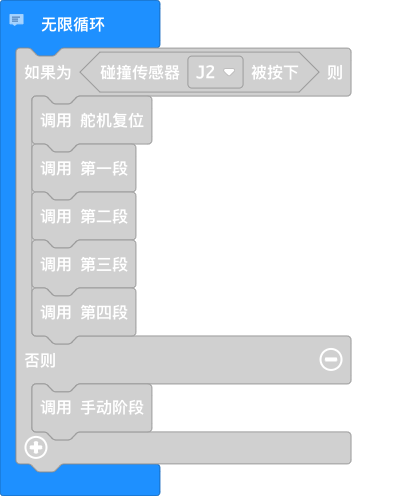 无限循环
如果为 碰撞传感器 J2 被按下 则
调用 舵机复位
调用 第一段
调用 第二段
调用 第三段
调用 第四段
否则
调用 手动阶段